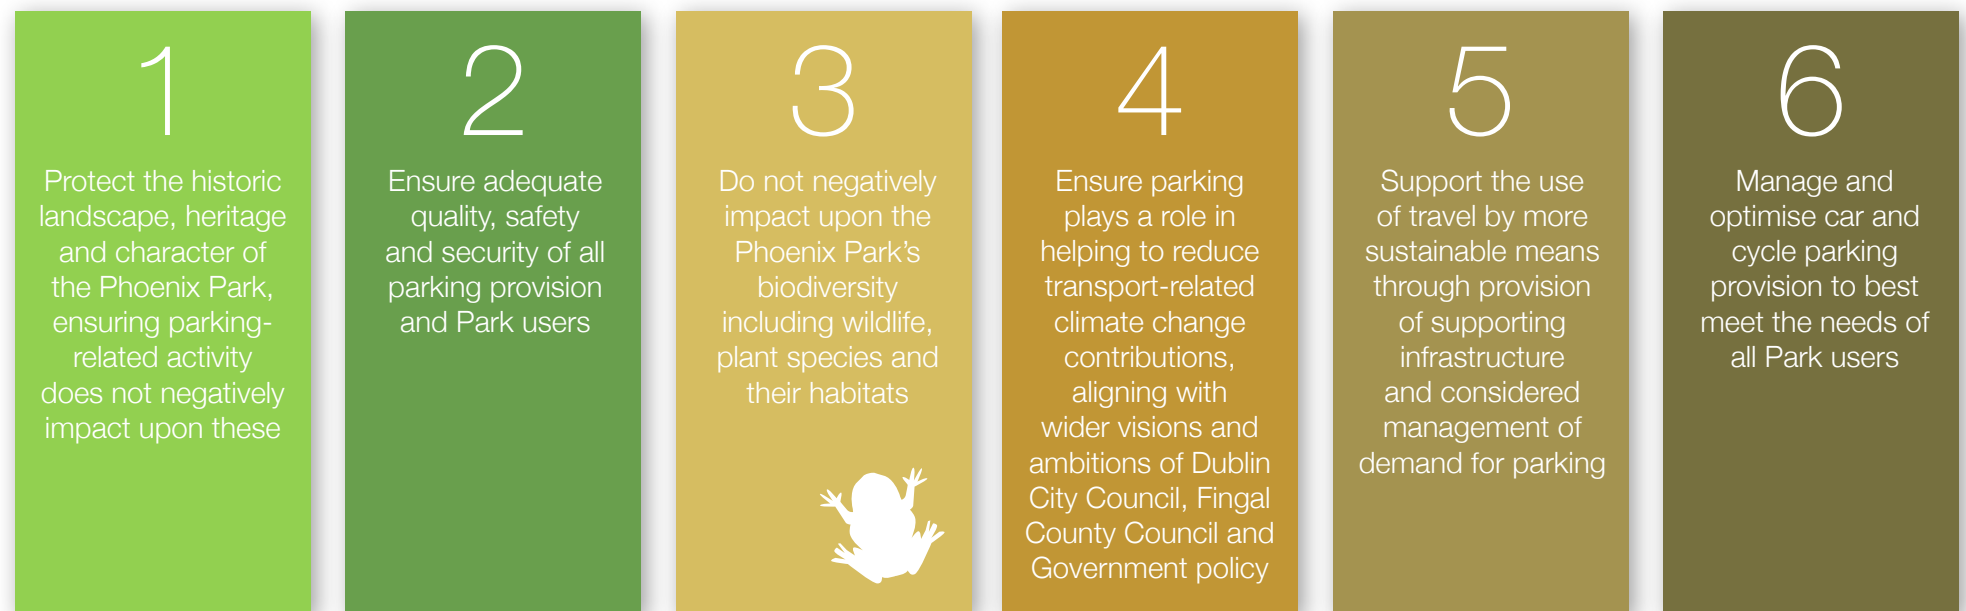 1
Protect the historic
landscape, heritage
and character of
the Phoenix Park,
ensuring parking-
related activity
does not negatively
impact upon these
2
Ensure adequate
quality, safety
and security of all
parking provision
and Park users
3
Do not negatively
impact upon the
Phoenix Park’s
biodiversity
including wildlife,
plant species and
their habitats
4
Ensure parking
plays a role in
helping to reduce
transport-related
climate change
contributions,
aligning with
wider visions and
ambitions of Dublin
City Council, Fingal
County Council and
Government policy
5
Support the use
of travel by more
sustainable means
through provision
of supporting
infrastructure
and considered
management of
demand for parking
6
Manage and
optimise car and
cycle parking
provision to best
meet the needs of
all Park users